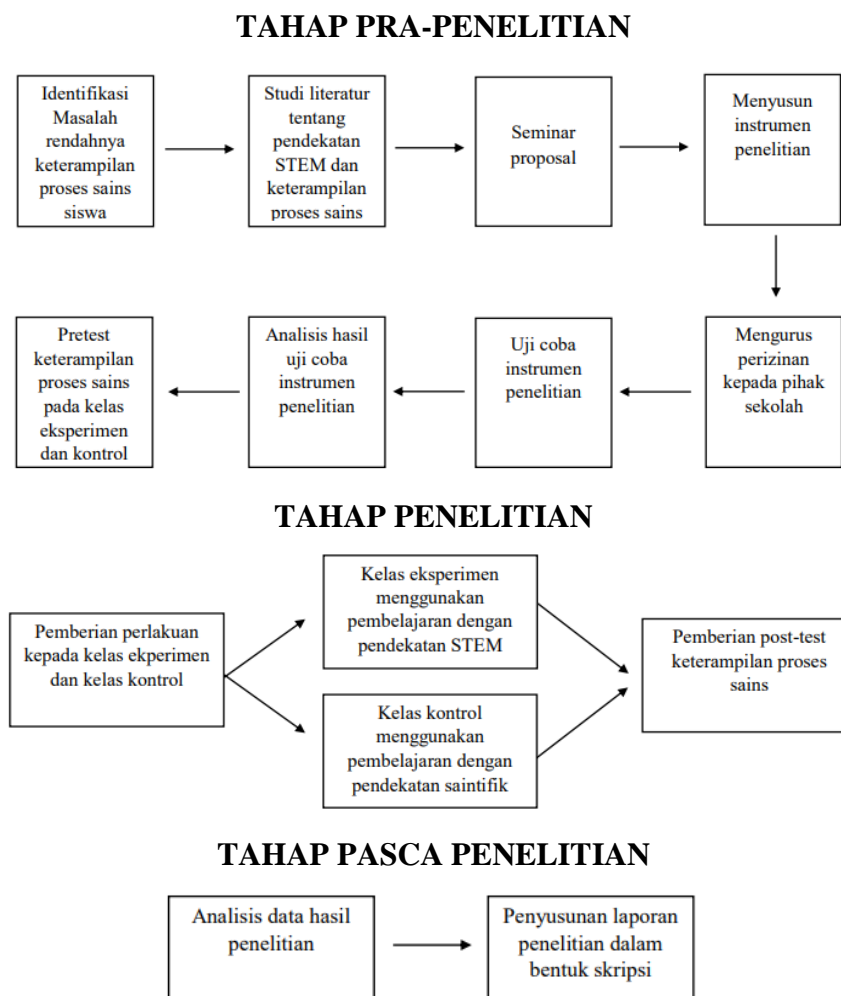 TAHAP PRA-PENELITIAN
Identifikasi
Masalah
rendahnya
keterampilan
proses sains
siswa
Studi literatur
tentang
pendekatan
STEM dan
keterampilan
proses sains
Seminar
proposal
Menyusun
instrumen
penelitian
Mengurus
perizinan
kepada pihak
sekolah
Uji coba
instrumen
penelitian
Analisis hasil
uji coba
instrumen
penelitian
Pretest
keterampilan
proses sains
pada kelas
eksperimen
dan kontrol
TAHAP PENELITIAN
Pemberian perlakuan
kepada kelas ekperimen
dan kelas kontrol
Kelas eksperimen
menggunakan
pembelajaran dengan
pendekatan STEM
Kelas kontrol
menggunakan
pembelajaran dengan
pendekatan saintifik
Pemberian post-test
keterampilan proses
sains
TAHAP PASCA PENELITIAN
Analisis data hasil
penelitian
Penyusunan laporan
penelitian dalam
bentuk skripsi